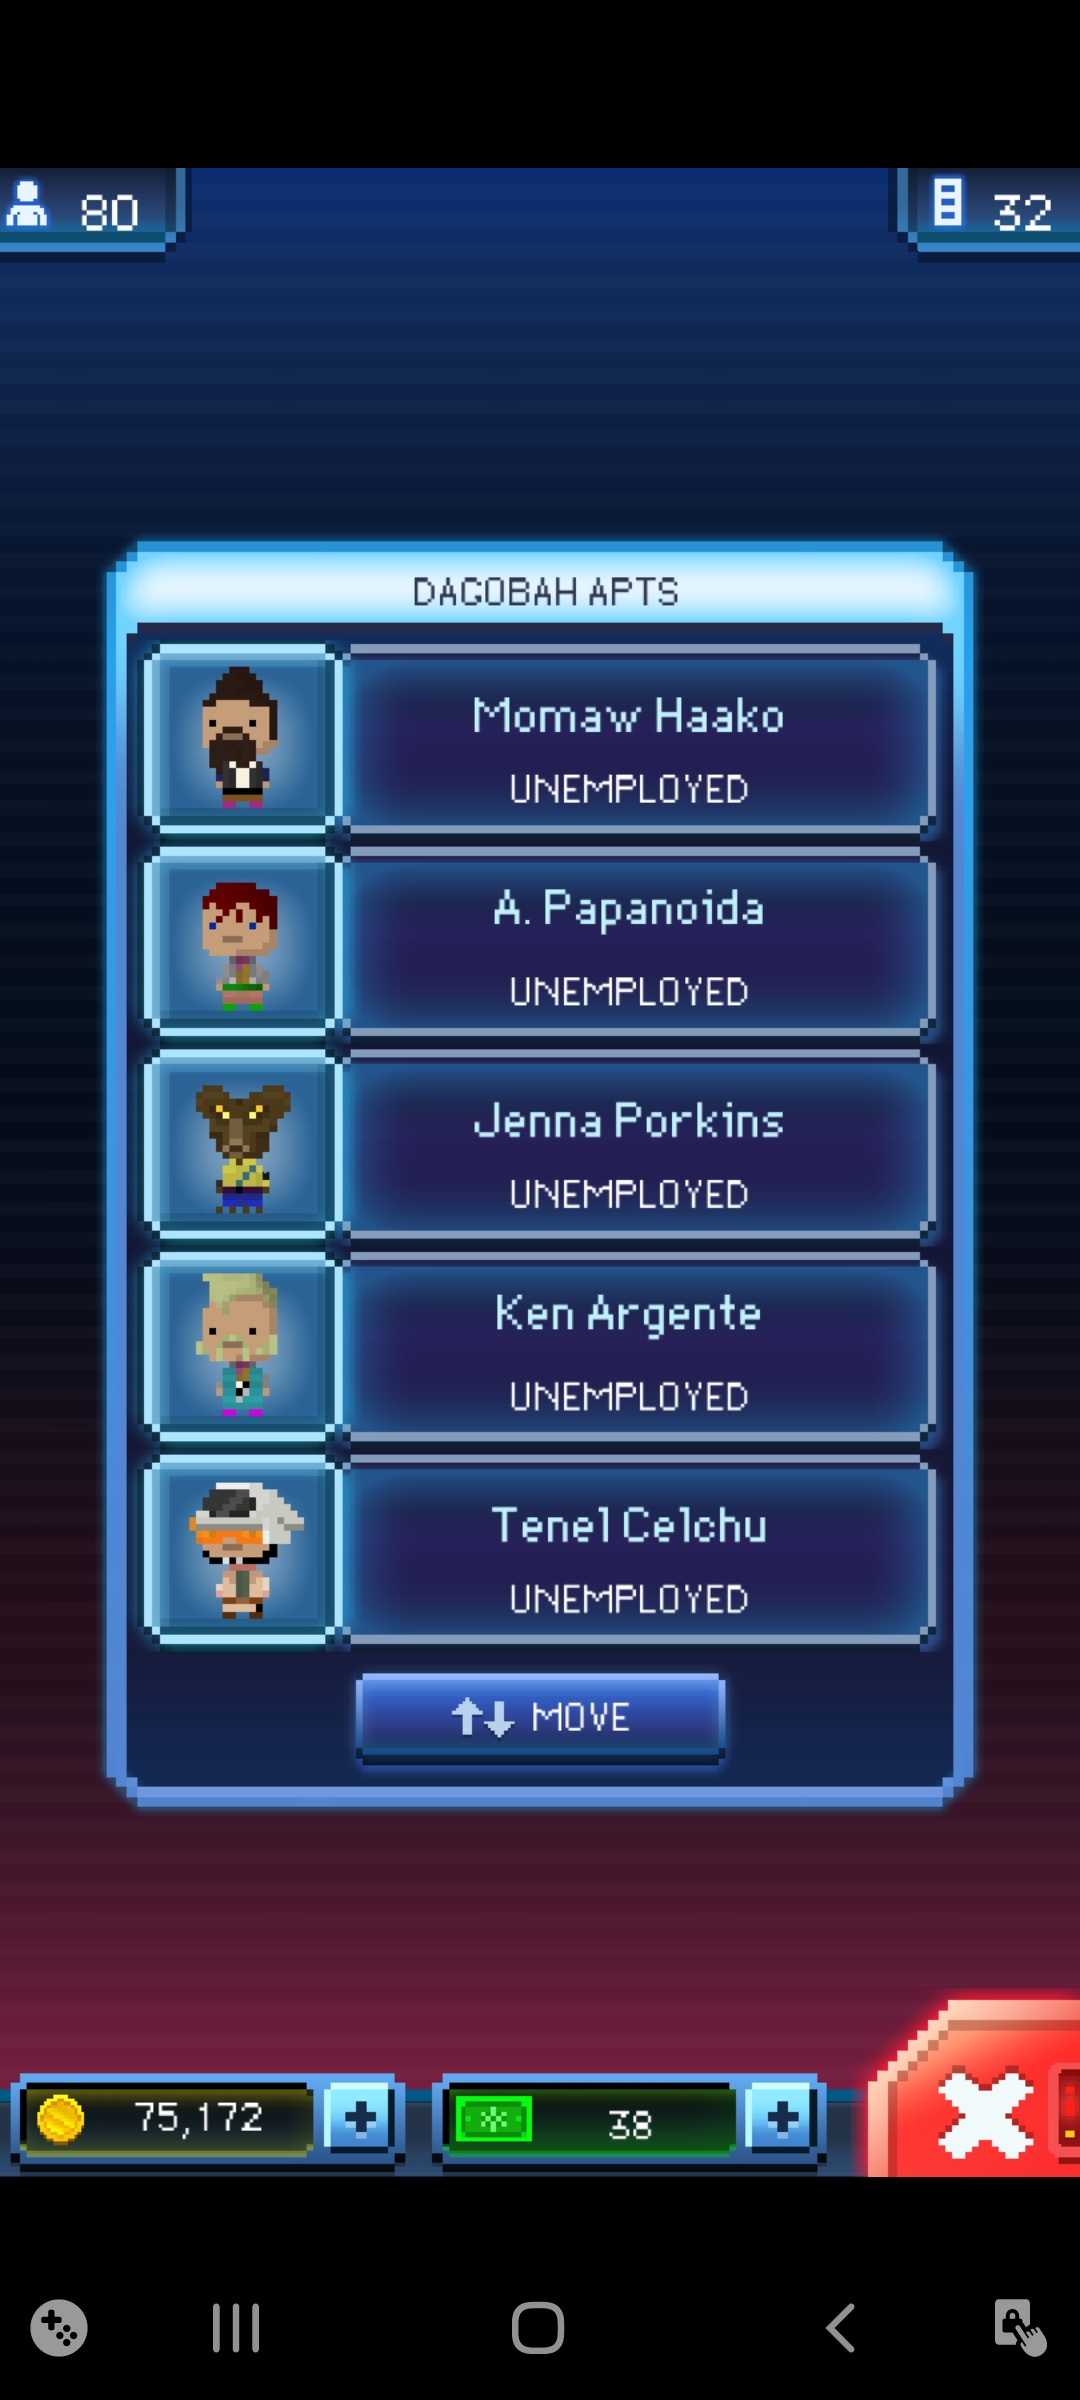 80
32
DAGOBAH APTS
Momaw Haako
UNEMPLOYED
A. Papanoida
UNEMPLOYED
Jenna Porkins
UNEMPLOYED
Ken Argente
UNEMPLOYED
Tenel Celchu
UNEMPLOYED
MOVE
75,172
38